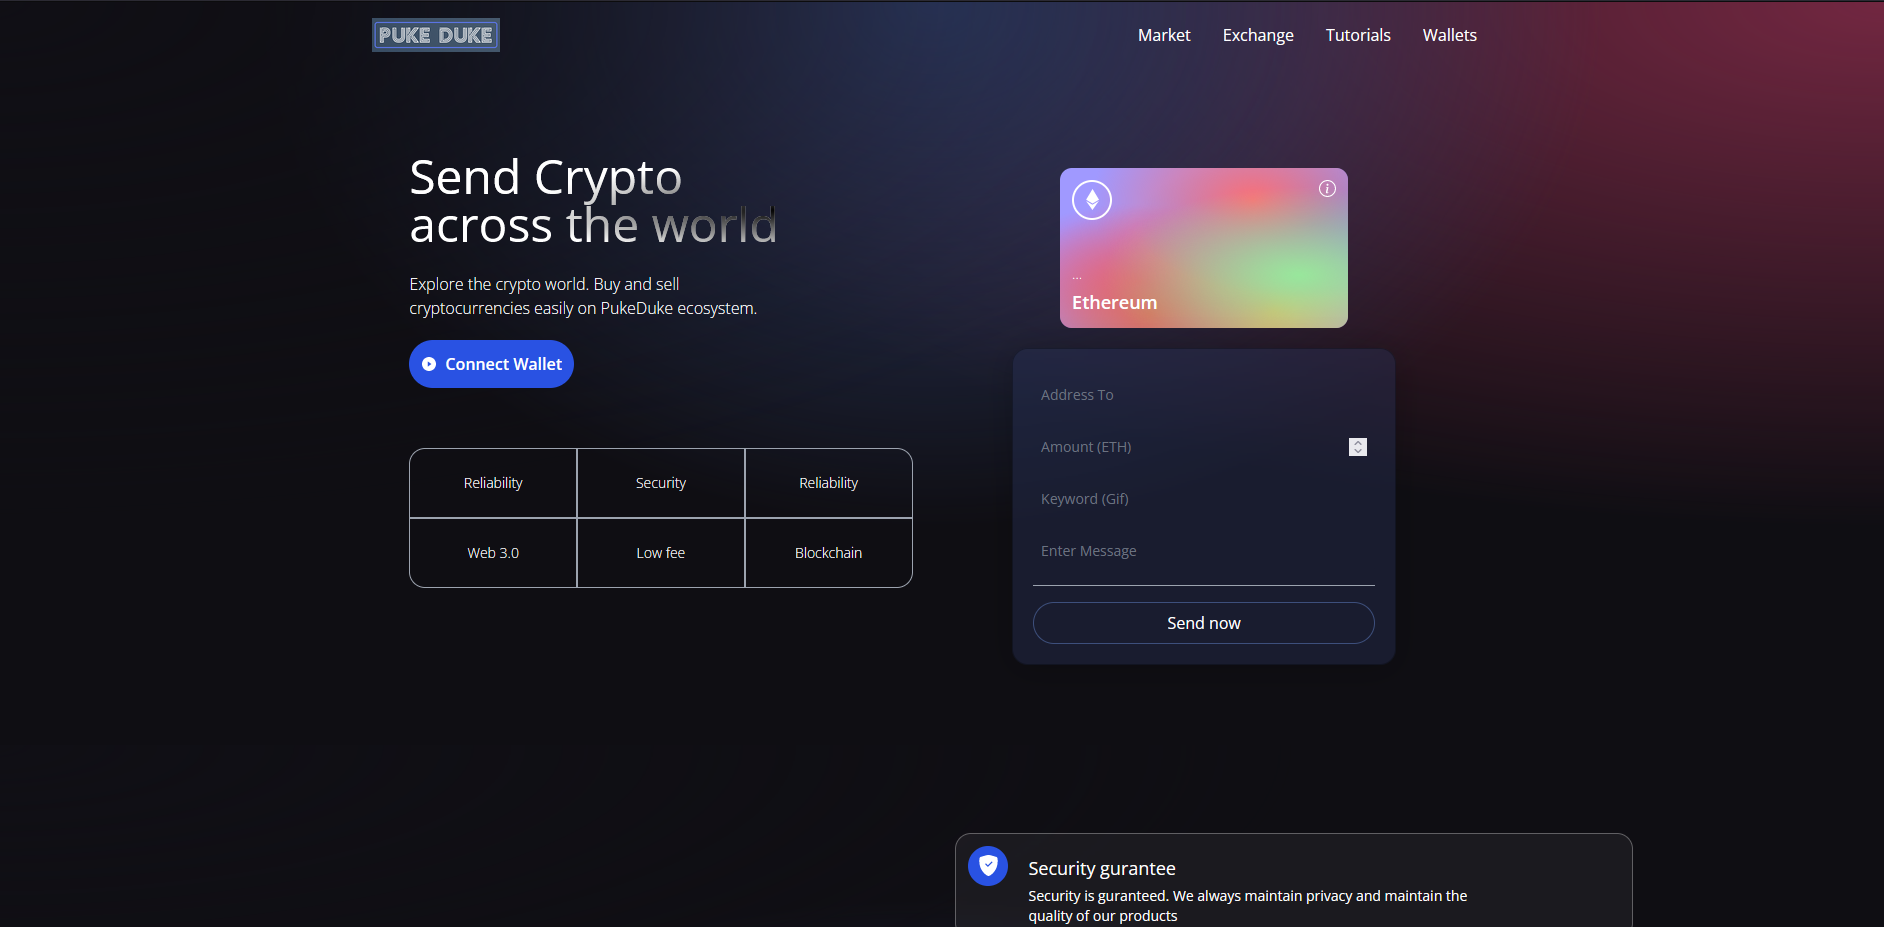 PUKE DUKE
Market
Exchange
Tutorials
Wallets
Send Crypto
across the world
Explore the crypto world. Buy and sell
cryptocurrencies easily on PukeDuke ecosystem.
Connect Wallet
Reliability
Security
Reliability
Web 3.0
Low fee
Blockchain
...
Ethereum
Address To
Amount (ETH)
Keyword (Gif)
Enter Message
Send now
Security gurantee
Security is guranteed. We always maintain privacy and maintain the
quality of our products